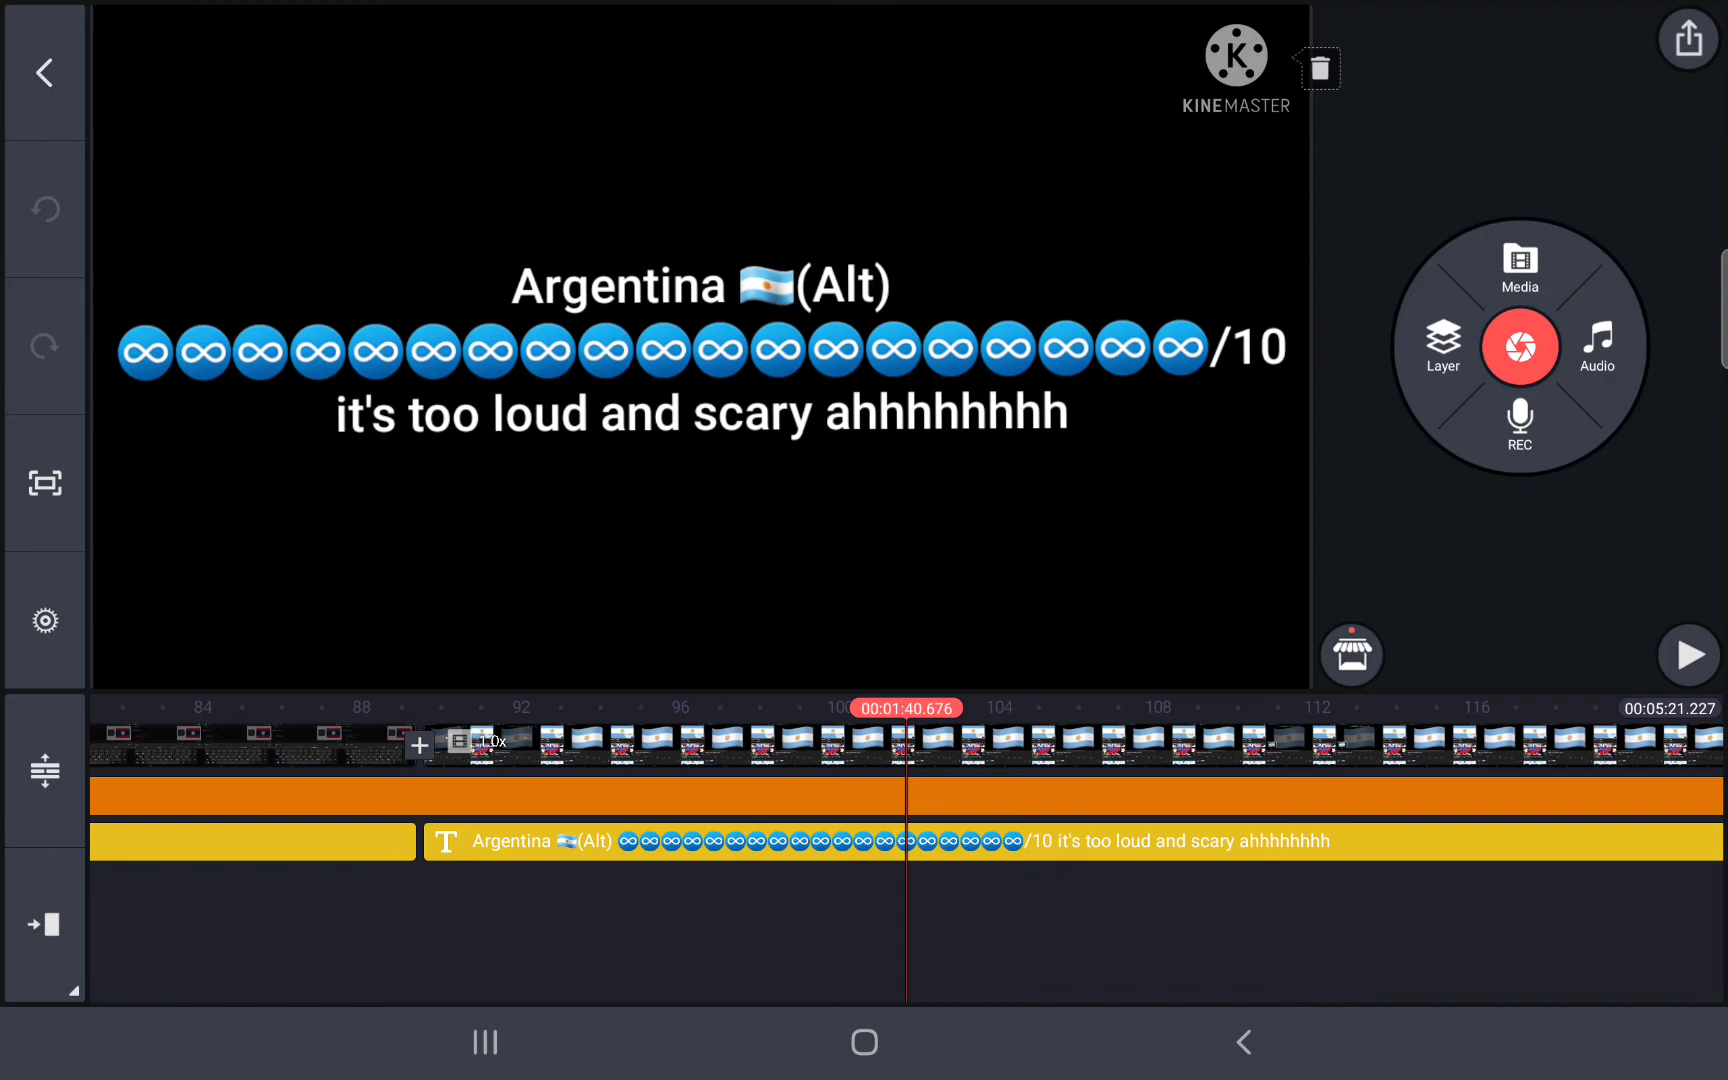 K
KINEMASTER
Argentina 🇦🇷(Alt)
♾️♾️♾️♾️♾️♾️♾️♾️♾️♾️♾️♾️♾️♾️♾️♾️♾️♾️♾️/10
it's too loud and scary ahhhhhhhh
Media
Layer
Audio
REC
84 88 92 96 100 00:01:40.676 104 108 112 116 00:05:21.227
1.0x
T Argentina 🇦🇷(Alt) ♾️♾️♾️♾️♾️♾️♾️♾️♾️♾️♾️♾️♾️♾️♾️♾️♾️♾️♾️/10 it's too loud and scary ahhhhhhhh